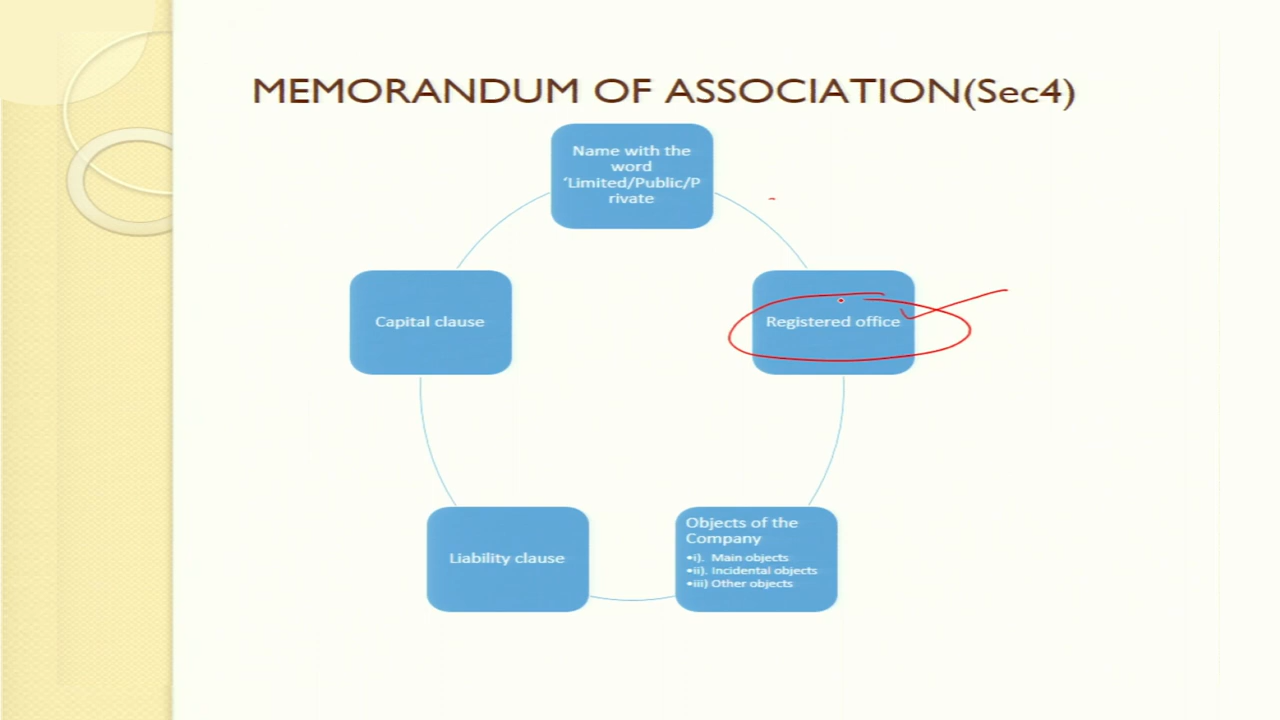 MEMORANDUM OF ASSOCIATION(Sec4)
Name with the
word
‘Limited/Public/P
rivate
Registered office
Objects of the
Company
•i). Main objects
•ii). Incidental objects
•iii) Other objects
Liability clause
Capital clause